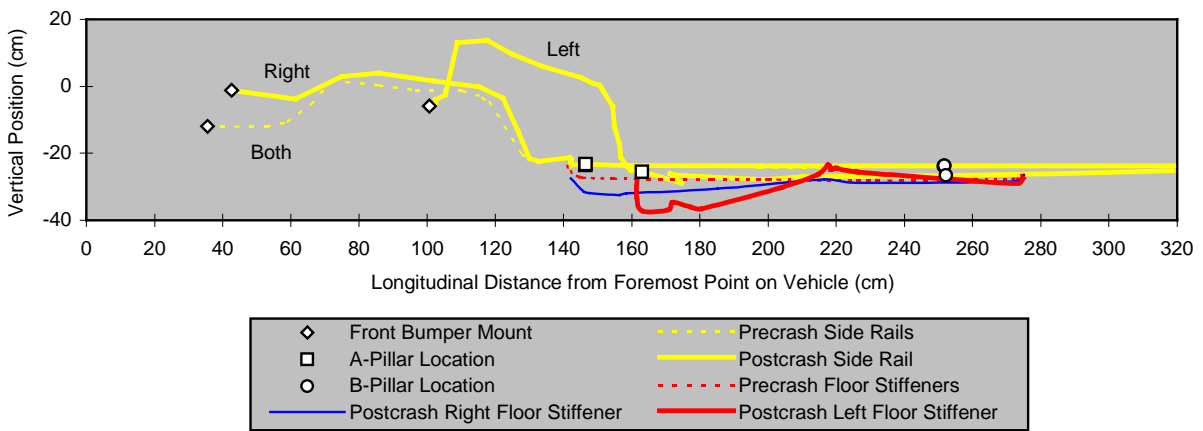 20
0
-20
-40
Vertical Position (cm)
Right
Left
Both
0 20 40 60 80 100 120 140 160 180 200 220 240 260 280 300 320
Longitudinal Distance from Foremost Point on Vehicle (cm)
Front Bumper Mount Precrash Side Rails
A-Pillar Location Postcrash Side Rail
B-Pillar Location Precrash Floor Stiffeners
Postcrash Right Floor Stiffener Postcrash Left Floor Stiffener